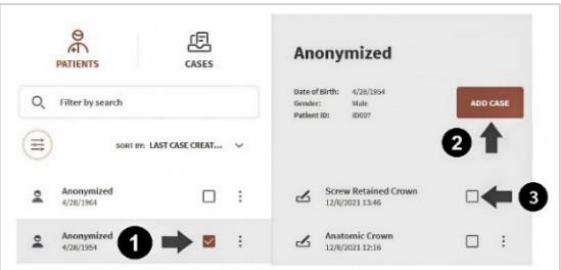 PATIENTS
CASES
Filter by search
SORT BY: LAST CASE CREAT...
Anonymized
4/28/1964
Anonymized
4/28/1954
1
Anonymized
Date of Birth: 4/28/1954
Gender: Male
Patient ID: ID007
ADD CASE
2
Screw Retained Crown
12/8/2021 13:46
3
Anatomic Crown
12/8/2021 12:16